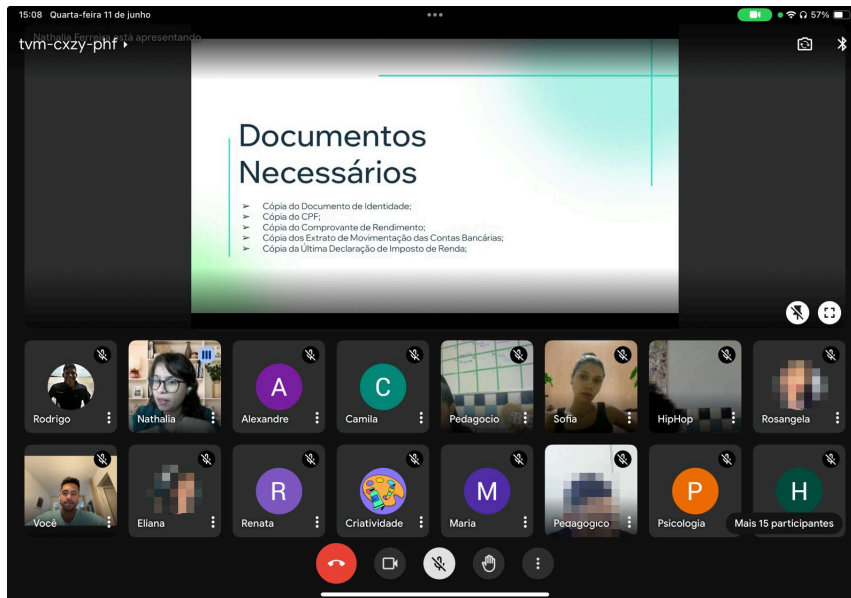 15:08 Quarta-feira 11 de junho
57%
Nathalia Ferreira está apresentando
tvm-cxzy-phf
Documentos
Necessários
➢ Cópia do Documento de Identidade;
➢ Cópia do CPF;
➢ Cópia do Comprovante de Rendimento;
➢ Cópia dos Extrato de Movimentação das Contas Bancárias;
➢ Cópia da Última Declaração de Imposto de Renda;
A
C
Rodrigo
Nathalia
Alexandre
Camila
Pedagocio
Sofia
HipHop
Rosangela
R
M
P
H
Você
Eliana
Renata
Criatividade
Maria
Pedagogico
Psicologia
Mais 15 participantes